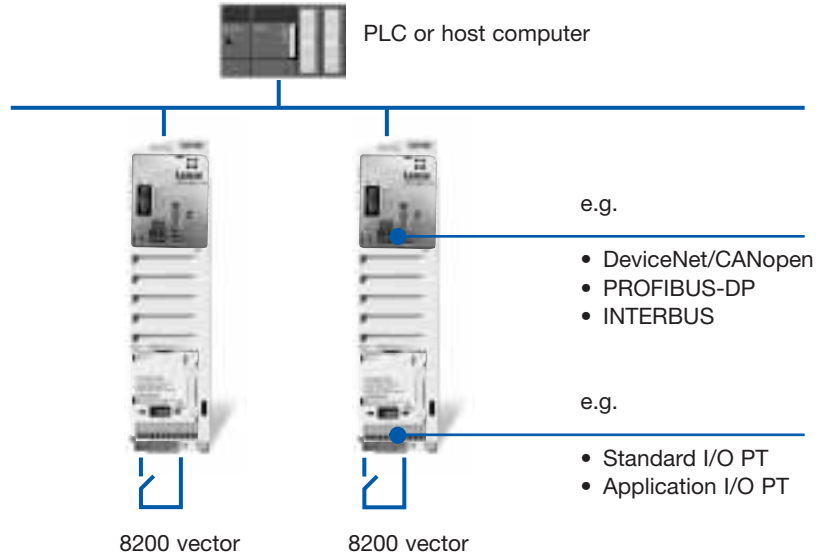 PLC or host computer
e.g.
• DeviceNet/CANopen
• PROFIBUS-DP
• INTERBUS
e.g.
• Standard I/O PT
• Application I/O PT
8200 vector
8200 vector